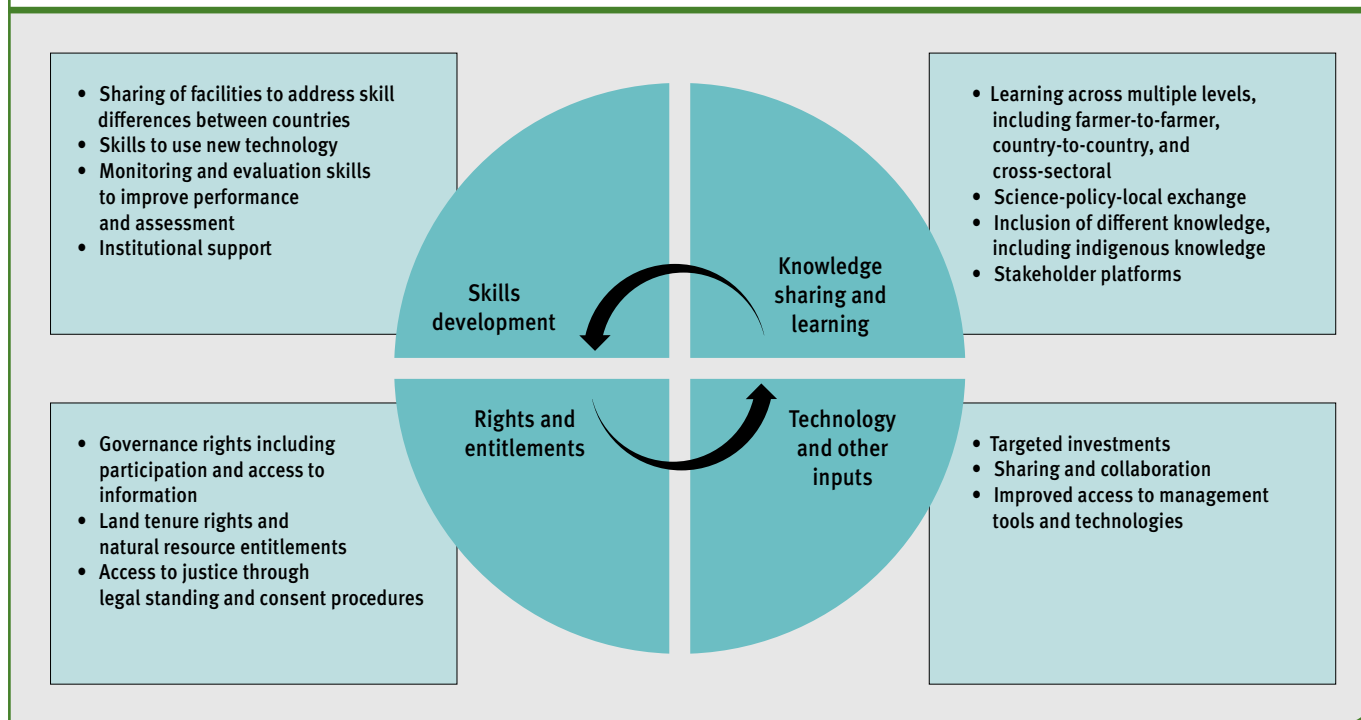 • Sharing of facilities to address skill
differences between countries
• Skills to use new technology
• Monitoring and evaluation skills
to improve performance
and assessment
• Institutional support
• Learning across multiple levels,
including farmer-to-farmer,
country-to-country, and
cross-sectoral
• Science-policy-local exchange
• Inclusion of different knowledge,
including indigenous knowledge
• Stakeholder platforms
Skills
development
Knowledge
sharing and
learning
Rights and
entitlements
Technology
and other
inputs
• Governance rights including
participation and access to
information
• Land tenure rights and
natural resource entitlements
• Access to justice through
legal standing and consent procedures
• Targeted investments
• Sharing and collaboration
• Improved access to management
tools and technologies